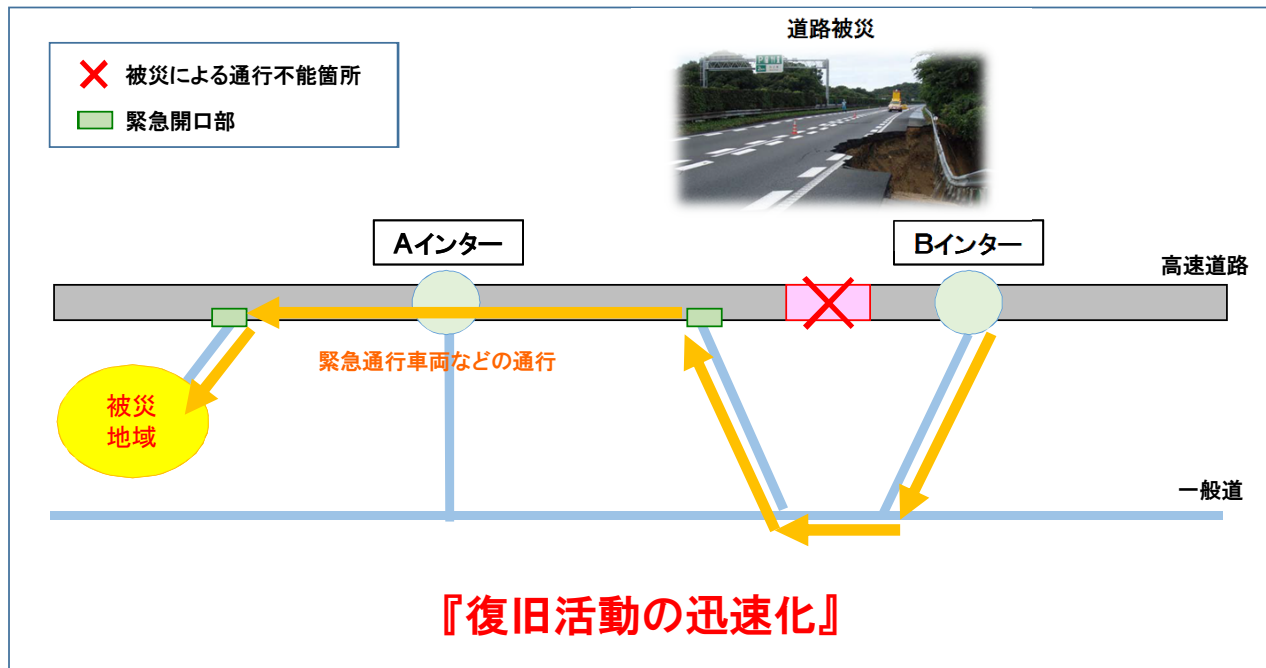 道路被災
被災による通行不能箇所
緊急開口部
Aインター
Bインター
高速道路
緊急通行車両などの通行
被災
地域
一般道
『復旧活動の迅速化』